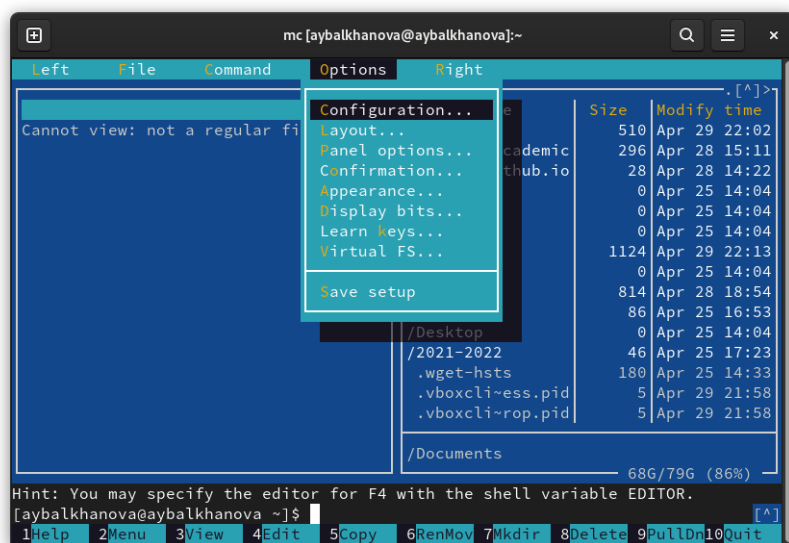 mc [aybalkhanova@aybalkhanova]:~
Left File Command Options Right
.[^]>
Configuration... e Size Modify time
Cannot view: not a regular fi Layout... 510 Apr 29 22:02
Panel options... cademic 296 Apr 28 15:11
Confirmation... thub.io 28 Apr 28 14:22
Appearance... 0 Apr 25 14:04
Display bits... 0 Apr 25 14:04
Learn keys... 0 Apr 25 14:04
Virtual FS... 1124 Apr 29 22:13
0 Apr 25 14:04
Save setup 814 Apr 28 18:54
86 Apr 25 16:53
/Desktop 0 Apr 25 14:04
/2021-2022 46 Apr 25 17:23
.wget-hsts 180 Apr 25 14:33
.vboxcli~ess.pid 5 Apr 29 21:58
.vboxcli~rop.pid 5 Apr 29 21:58
/Documents
68G/79G (86%)
Hint: You may specify the editor for F4 with the shell variable EDITOR.
[aybalkhanova@aybalkhanova ~]$ [^]
1Help 2Menu 3View 4Edit 5Copy 6RenMov 7Mkdir 8Delete 9PullDn 10Quit